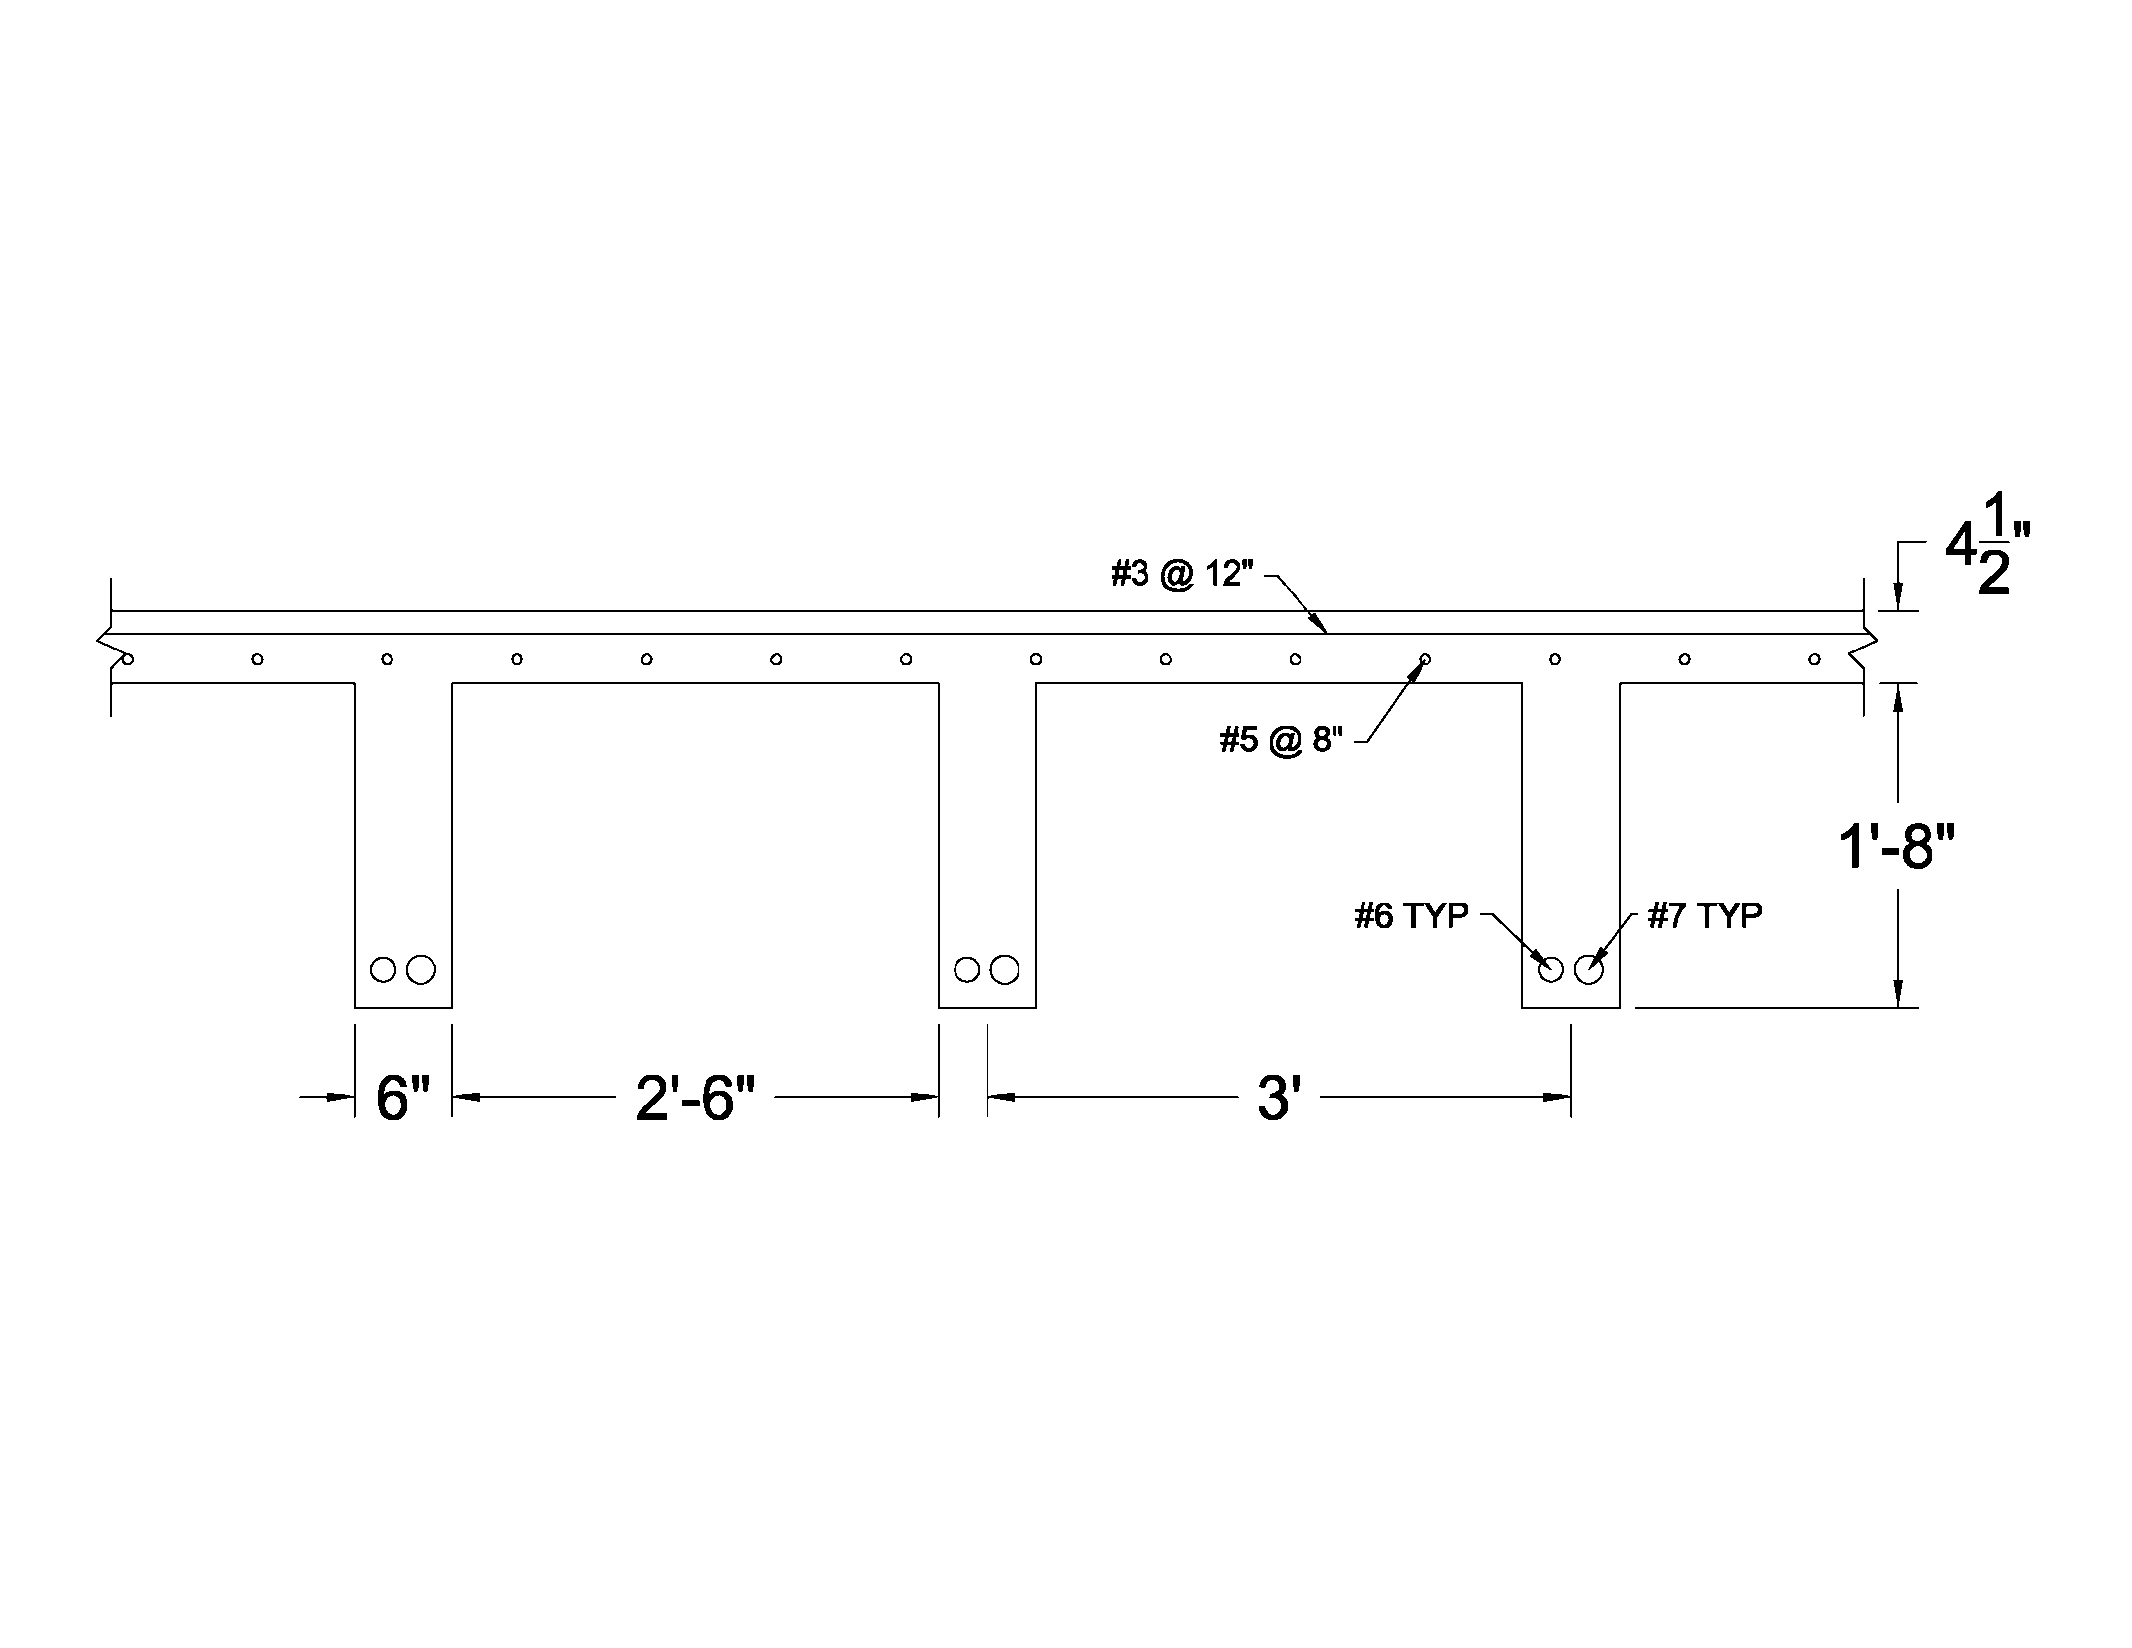 4 1/2"
#3 @ 12"
#5 @ 8"
1'-8"
#6 TYP
#7 TYP
6"
2'-6"
3'